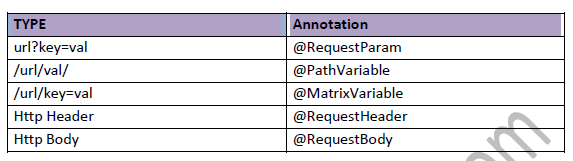 TYPE Annotation
url?key=val @RequestParam
/url/val/ @PathVariable
/url/key=val @MatrixVariable
Http Header @RequestHeader
Http Body @RequestBody
om